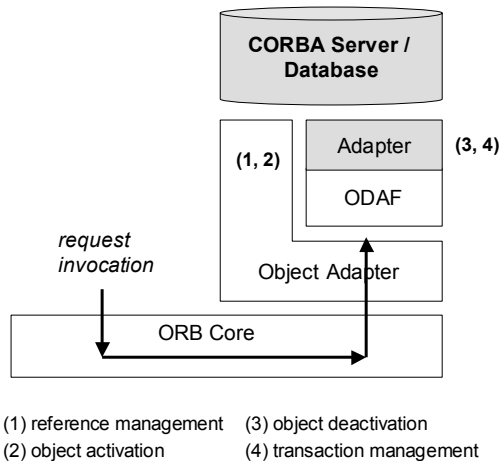 CORBA Server /
Database
Adapter
(3, 4)
(1, 2)
ODAF
request
invocation
Object Adapter
ORB Core
(1) reference management (3) object deactivation
(2) object activation (4) transaction management